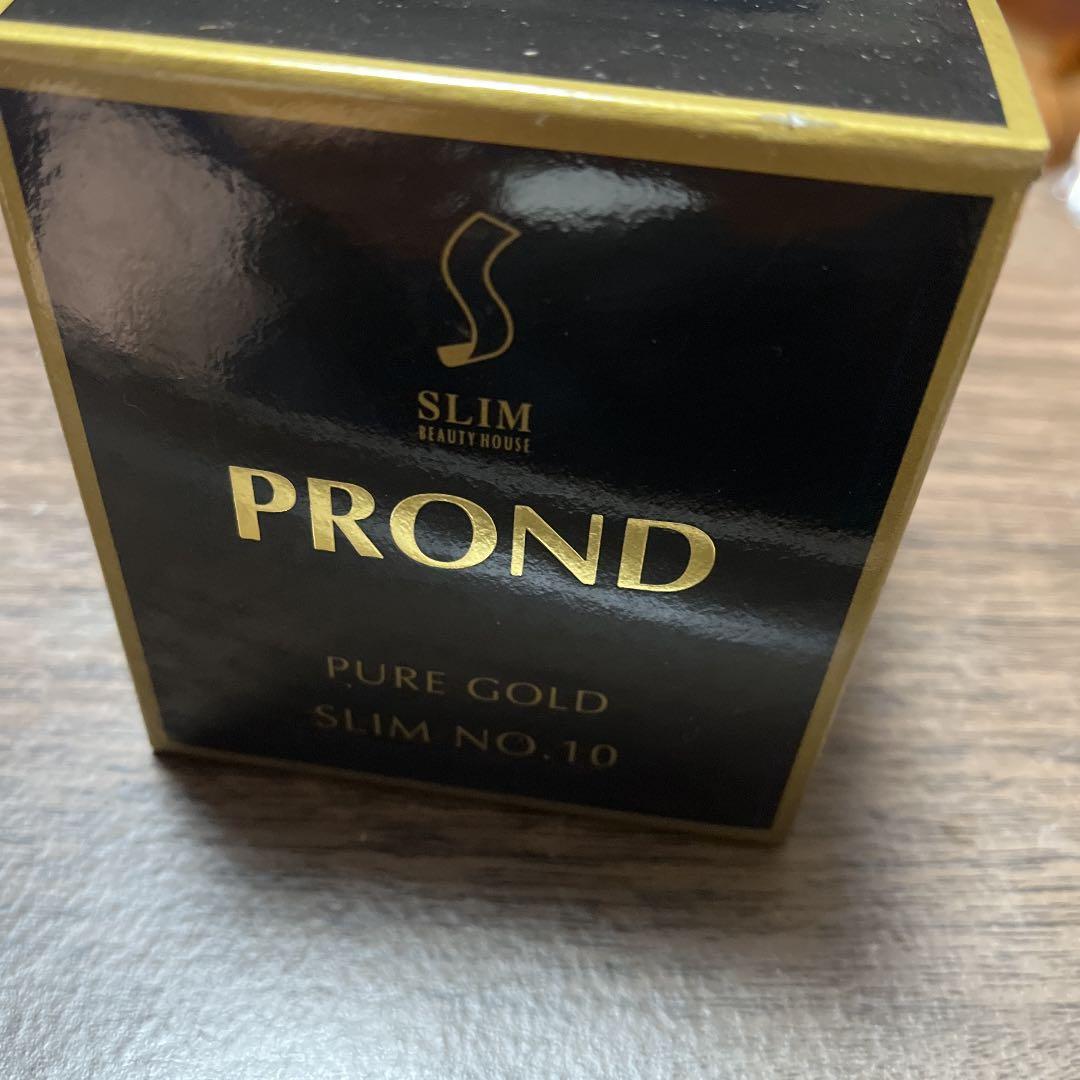 SLIM
BEAUTY HOUSE
PROND
PURE GOLD
SLIM NO.10